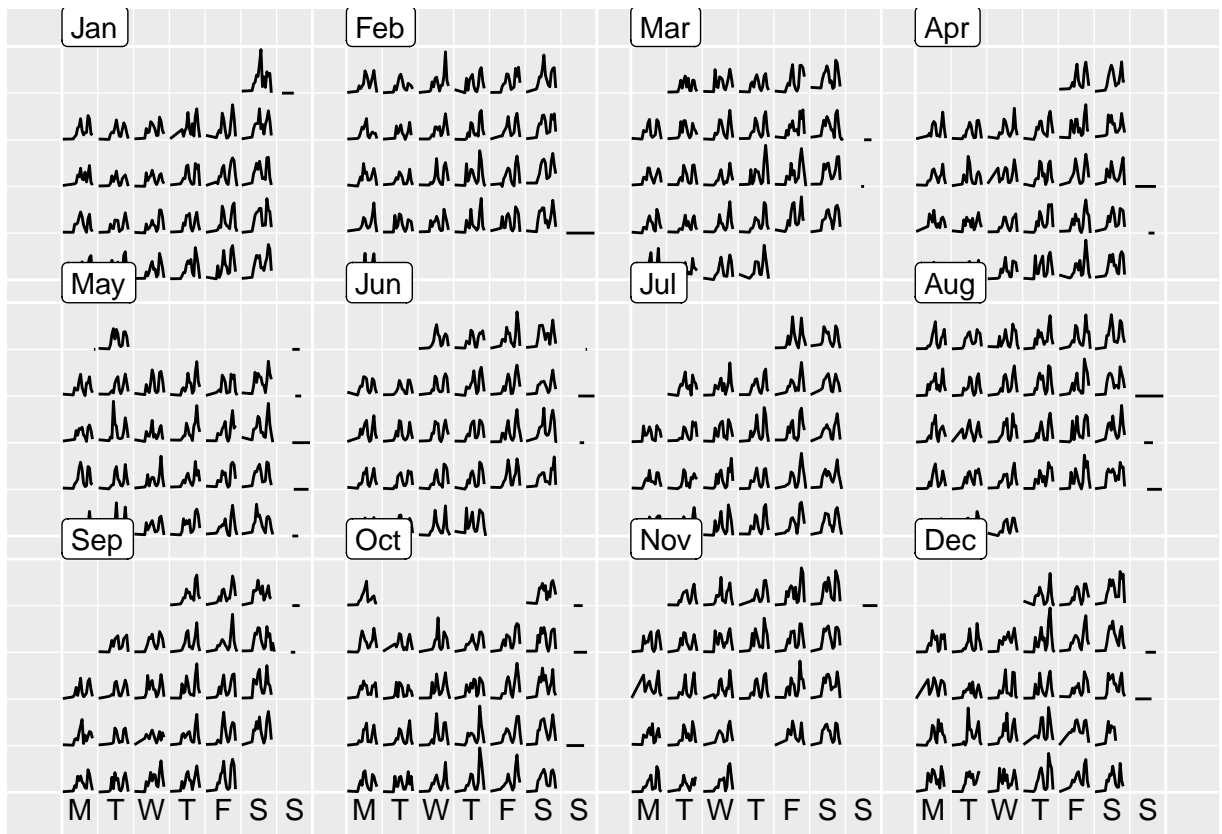 Jan Feb Mar Apr
May Jun Jul Aug
Sep Oct Nov Dec
M T W T F S S M T W T F S S M T W T F S S M T W T F S S